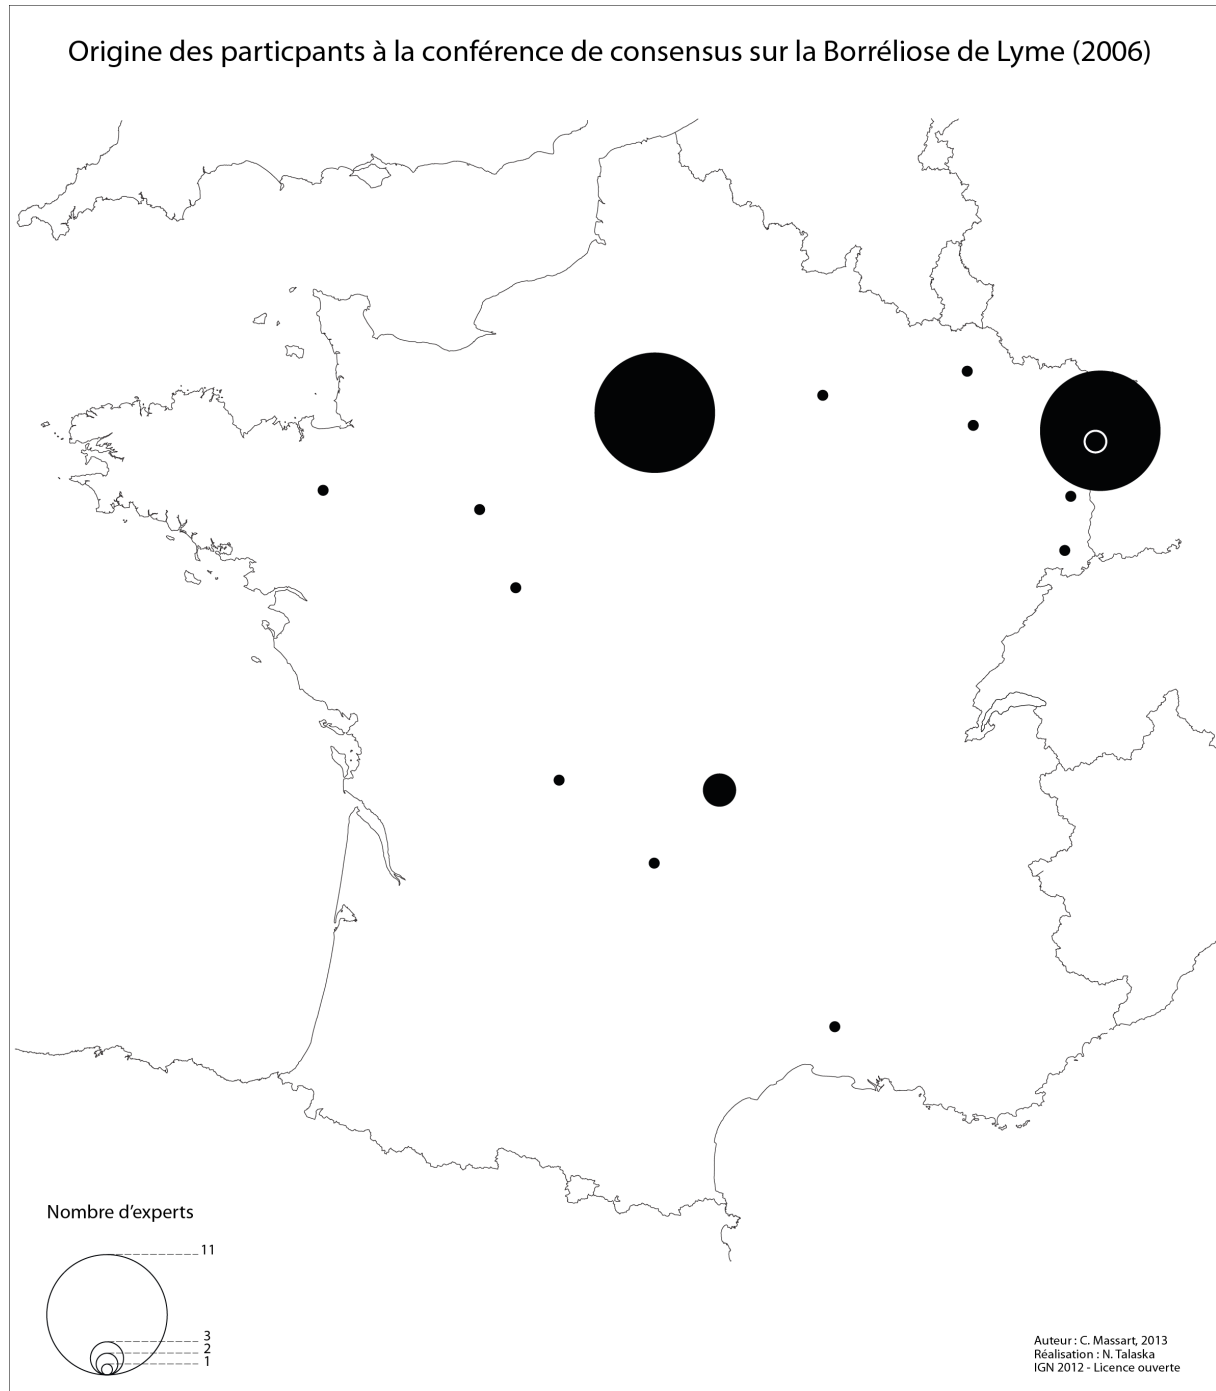 Origine des particpants à la conférence de consensus sur la Borréliose de Lyme (2006)
Nombre d’experts
11
3
2
1
Auteur : C. Massart, 2013
Réalisation : N. Talaska
IGN 2012 - Licence ouverte